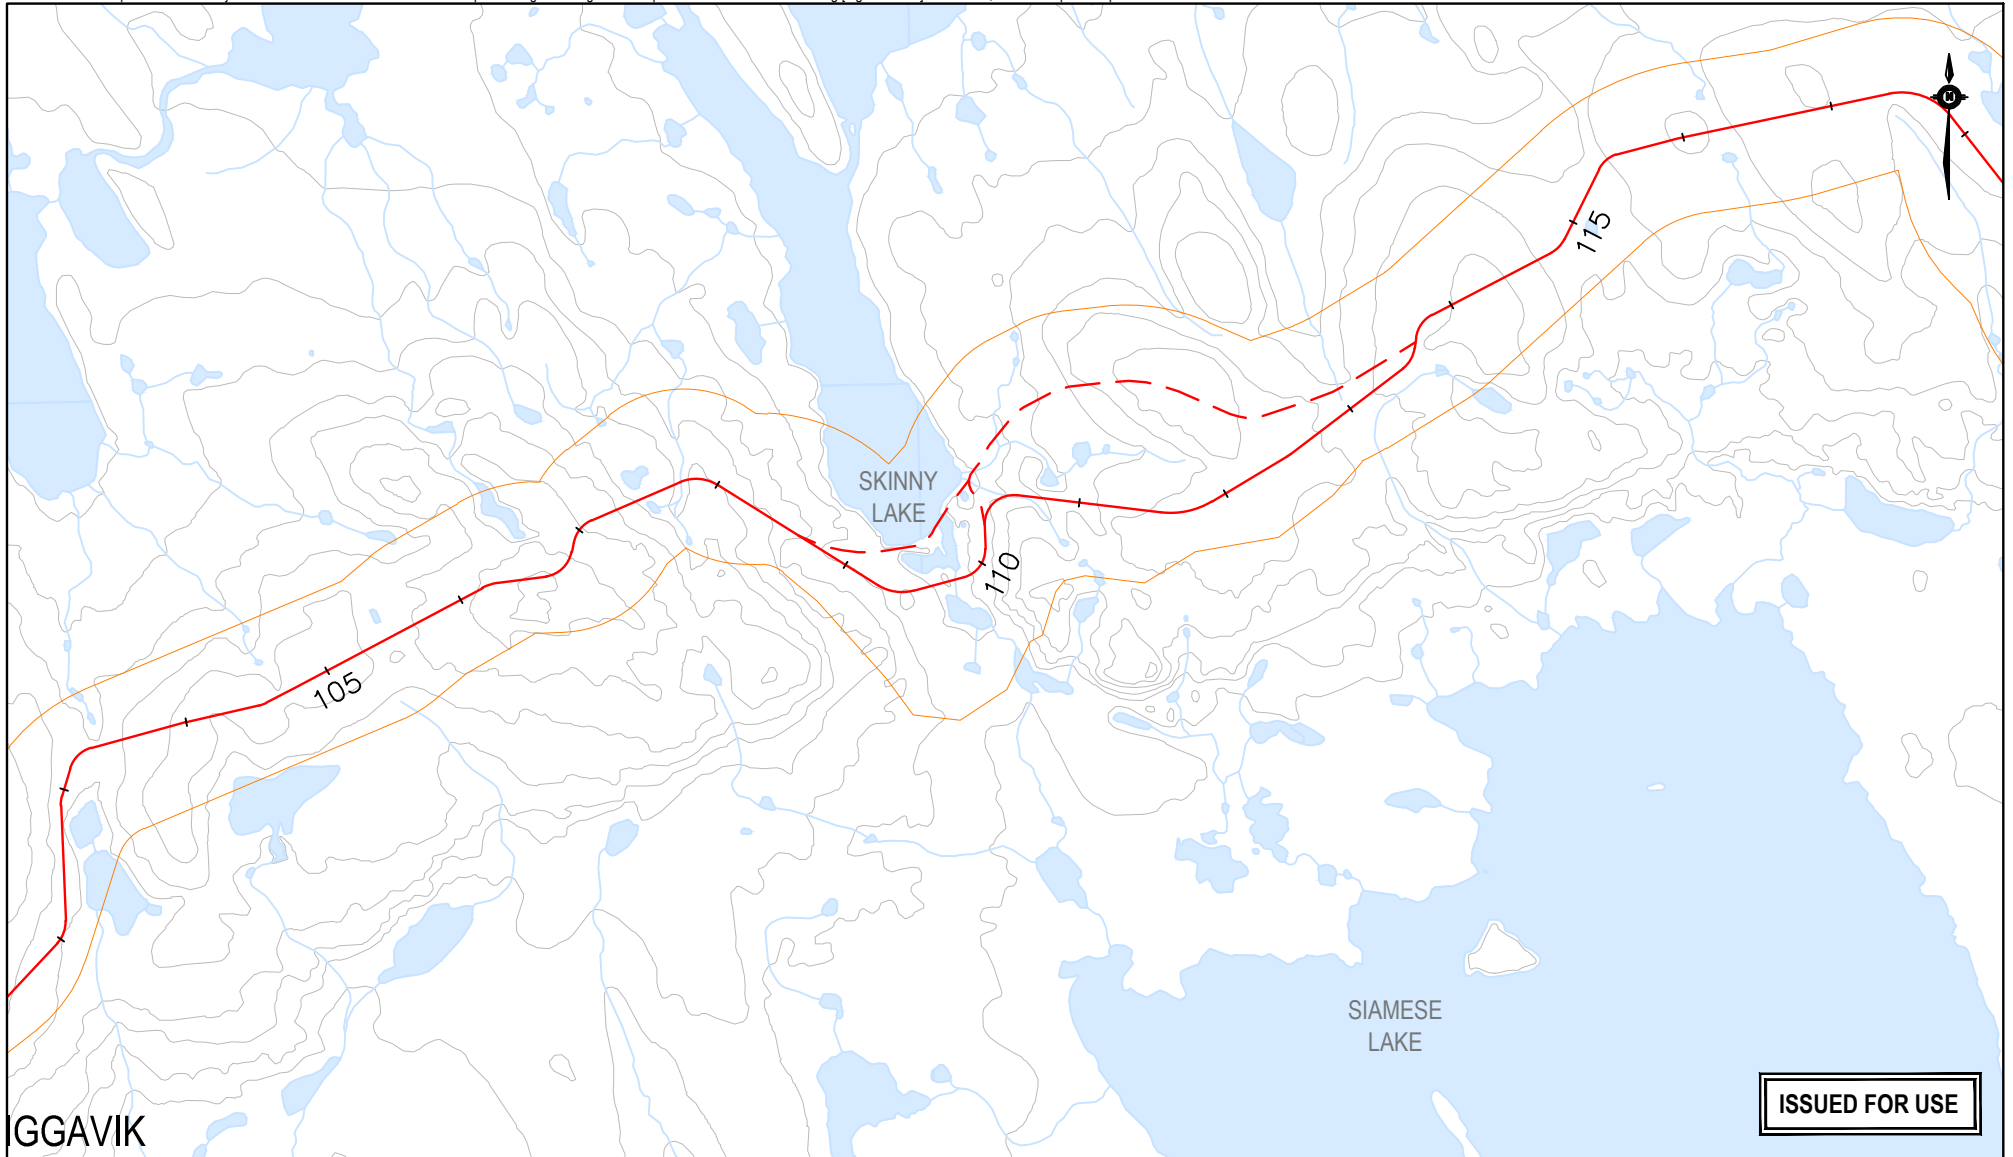 115
SKINNY
LAKE
110
105
SIAMESE
LAKE
ISSUED FOR USE
IGGAVIK